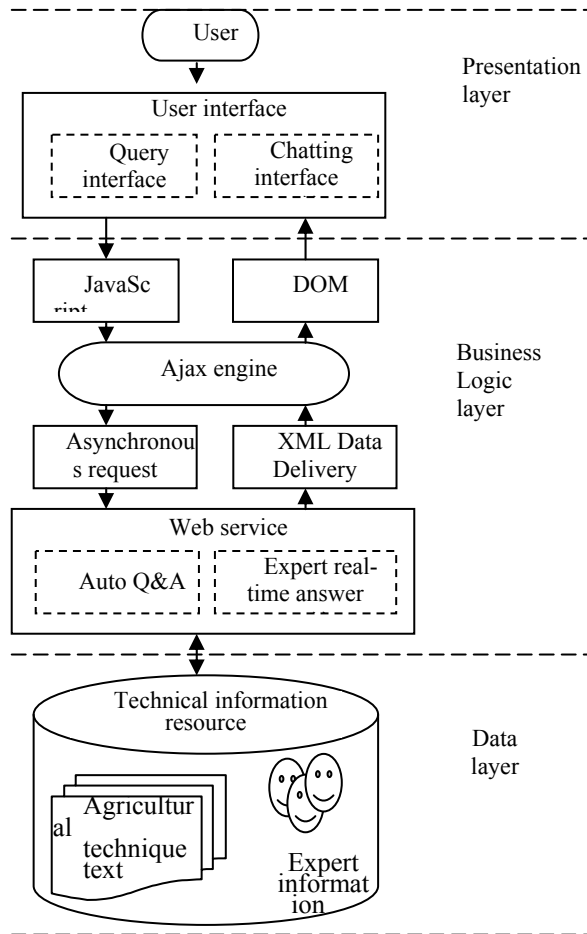 User
Presentation
layer
User interface
Query
interface
Chatting
interface
JavaSc
ript
DOM
Ajax engine
Business
Logic
layer
Asynchronou
s request
XML Data
Delivery
Web service
Auto Q&A
Expert real-
time answer
Technical information
resource
Data
layer
Agricultur
al
technique
text
Expert
informat
ion